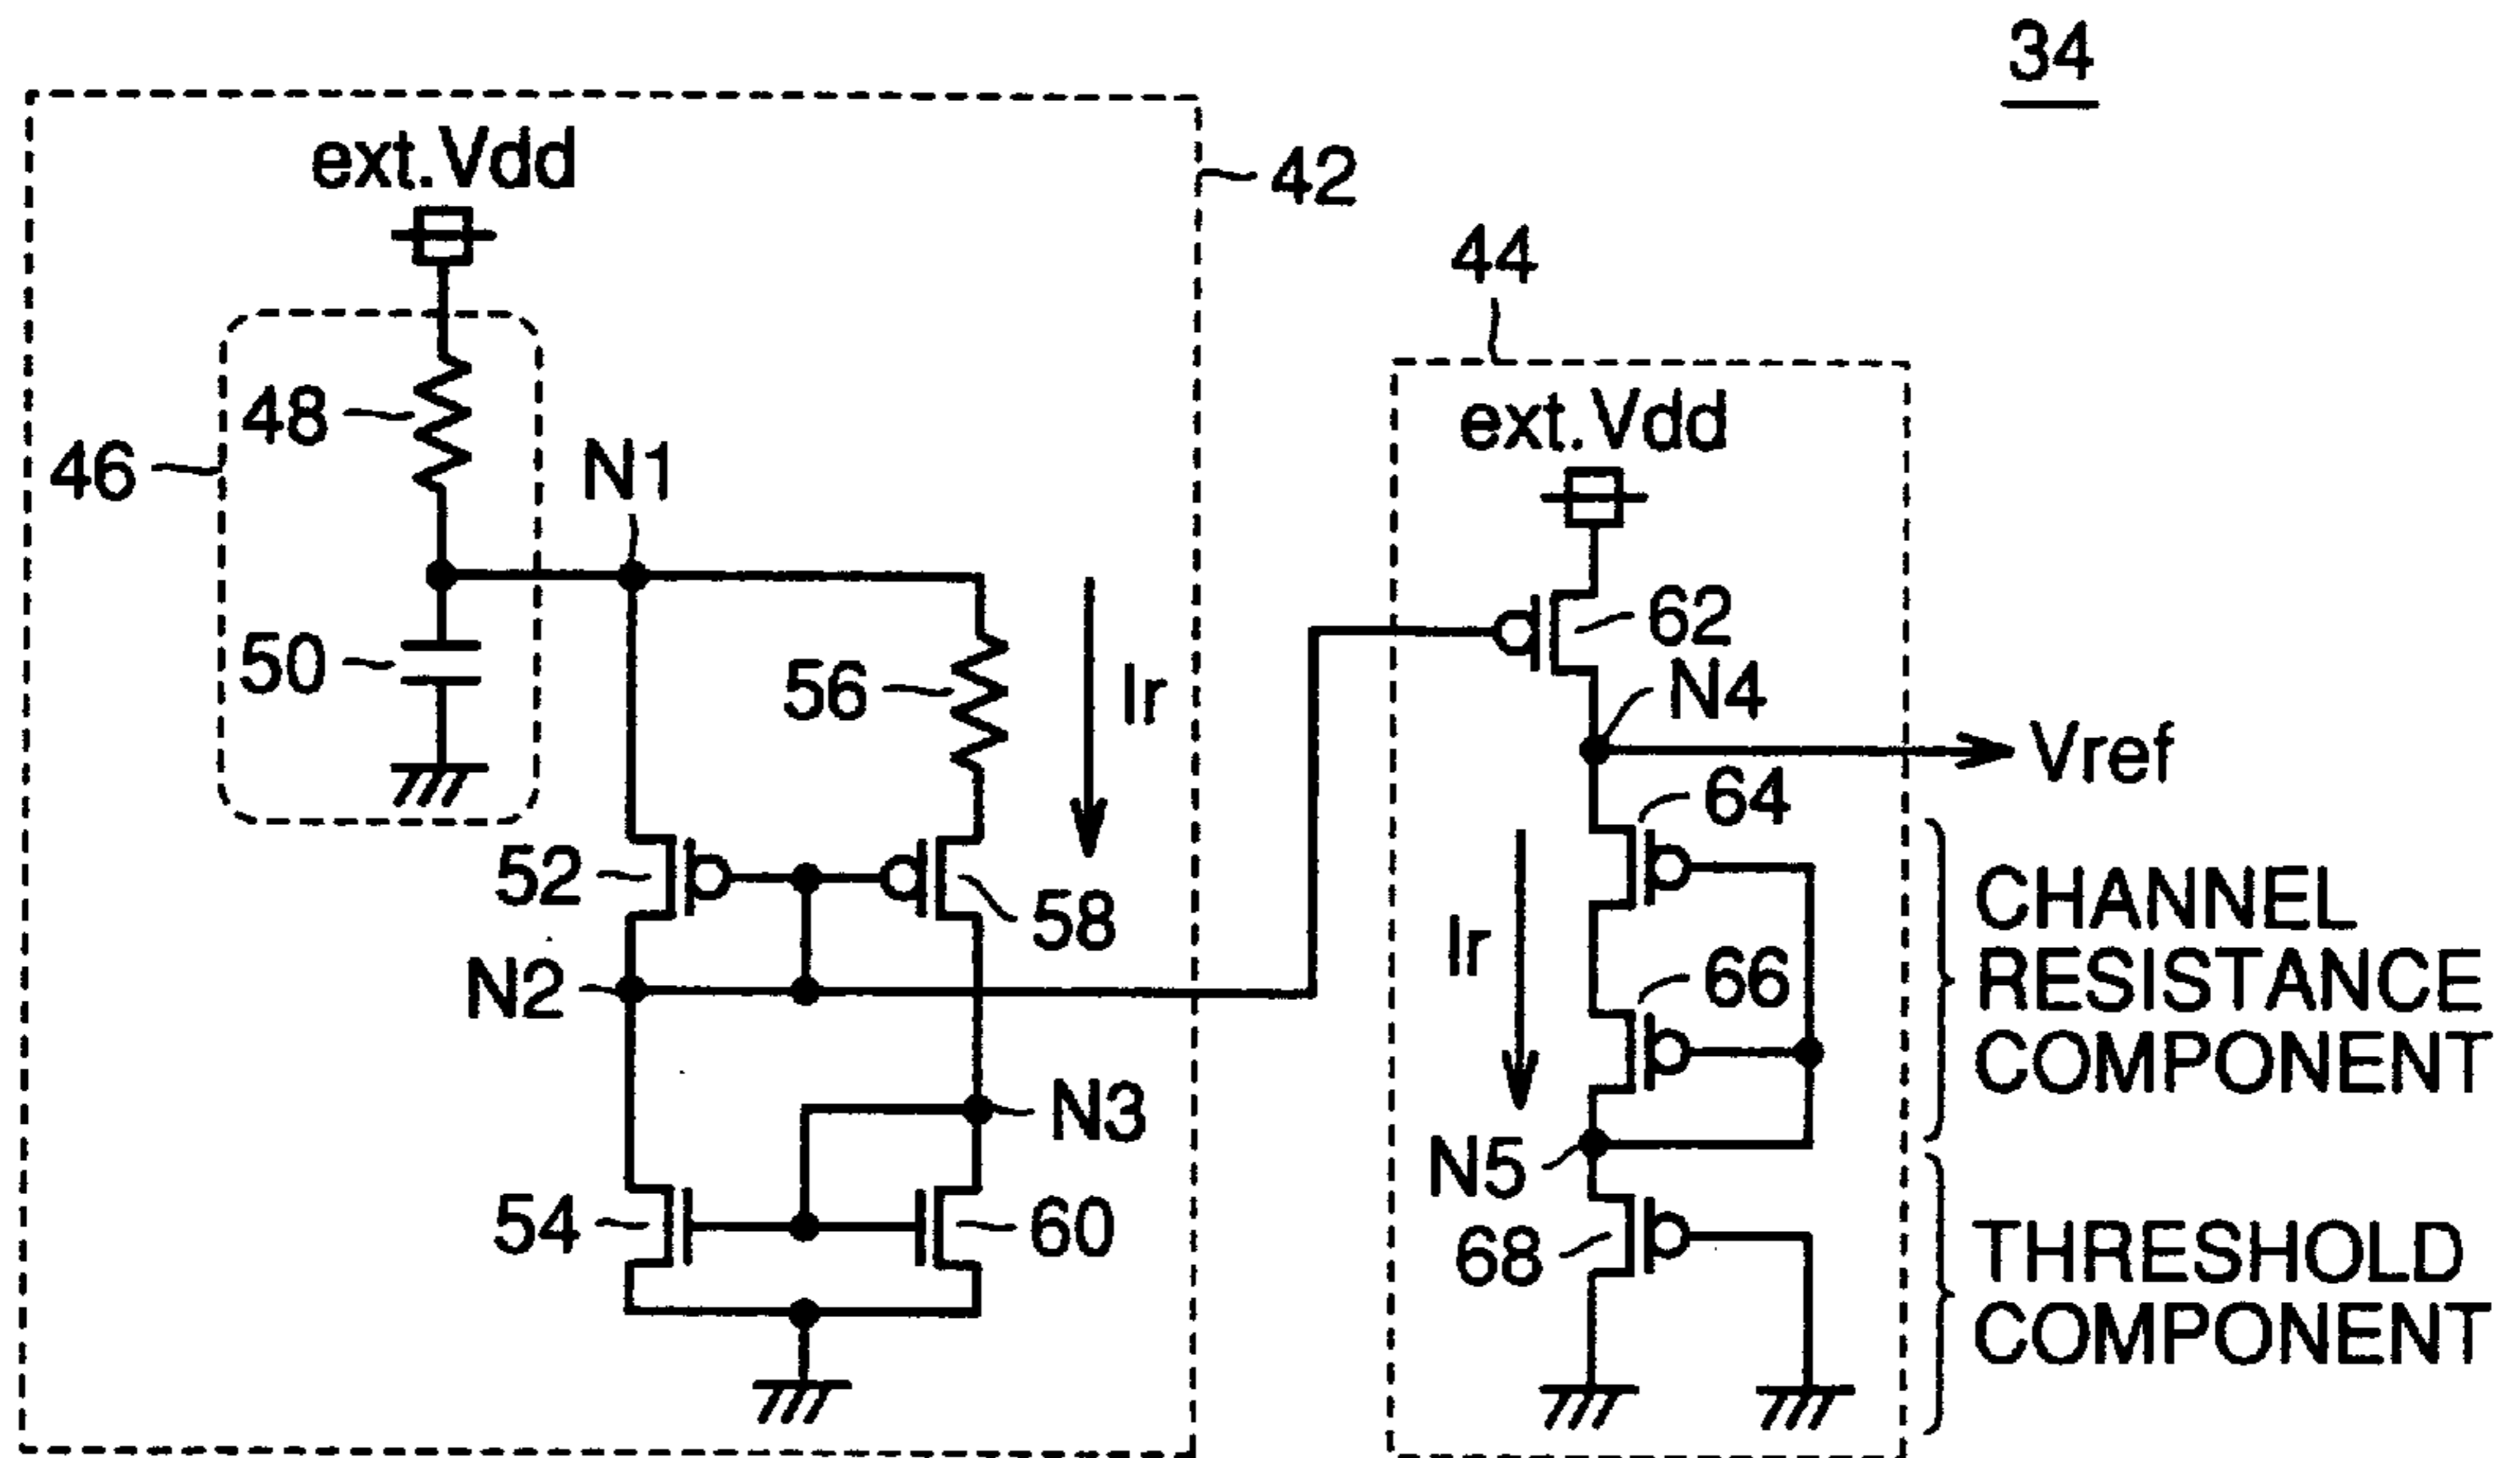 34
ext.Vdd
42
44
48
46
N1
ext.Vdd
50
56
Ir
62
N4
Vref
64
52
58
CHANNEL
RESISTANCE
COMPONENT
Ir
N2
66
N3
N5
54
60
68
THRESHOLD
COMPONENT